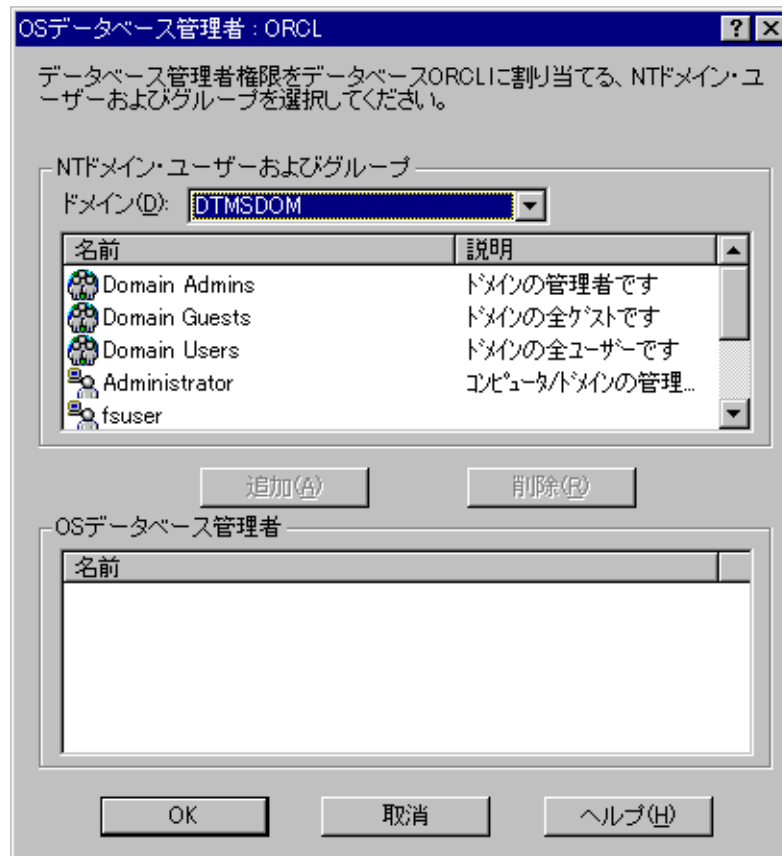 OSデータベース管理者 : ORCL
データベース管理者権限をデータベースORCLに割り当てる、NTドメイン・ユ
ーザーおよびグループを選択してください。
NTドメイン・ユーザーおよびグループ
ドメイン(D): DTMSDOM
名前 説明
Domain Admins ドメインの管理者です
Domain Guests ドメインの全ゲストです
Domain Users ドメインの全ユーザーです
Administrator コンピュータ/ドメインの管理...
fsuser
追加(A) 削除(R)
OSデータベース管理者
名前
OK 取消 ヘルプ(H)